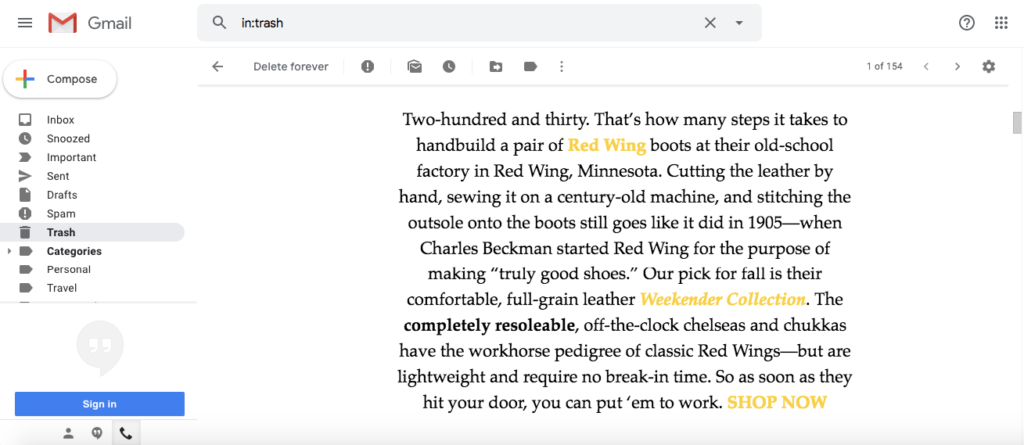 Gmail
in:trash
Compose
Delete forever
1 of 154
Inbox
Snoozed
Important
Sent
Drafts
Spam
Trash
Categories
Personal
Travel
Sign in
Two-hundred and thirty. That’s how many steps it takes to
handbuild a pair of Red Wing boots at their old-school
factory in Red Wing, Minnesota. Cutting the leather by
hand, sewing it on a century-old machine, and stitching the
outsole onto the boots still goes like it did in 1905—when
Charles Beckman started Red Wing for the purpose of
making “truly good shoes.” Our pick for fall is their
comfortable, full-grain leather Weekender Collection. The
completely resoleable, off-the-clock chelseas and chukkas
have the workhorse pedigree of classic Red Wings—but are
lightweight and require no break-in time. So as soon as they
hit your door, you can put ‘em to work. SHOP NOW